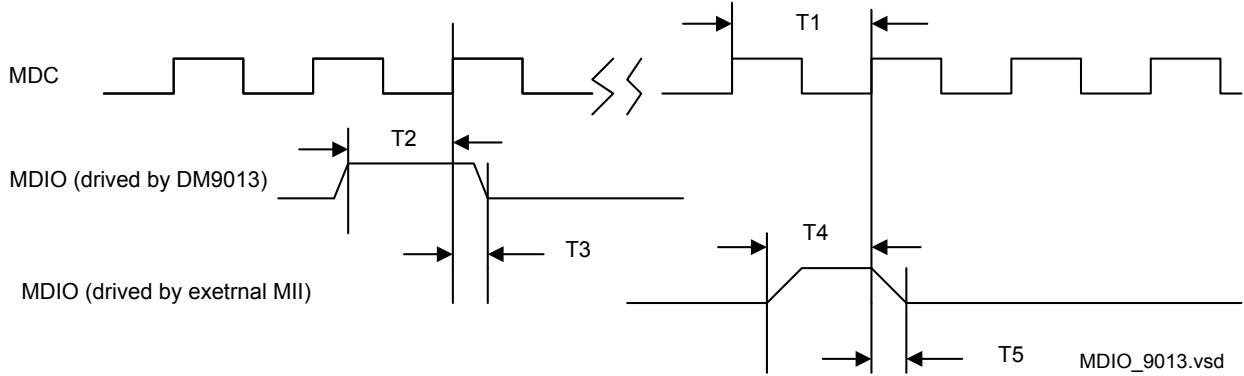 T1
MDC
T2
MDIO (drived by DM9013)
T3
T4
MDIO (drived by exetrnal MII)
T5
MDIO_9013.vsd